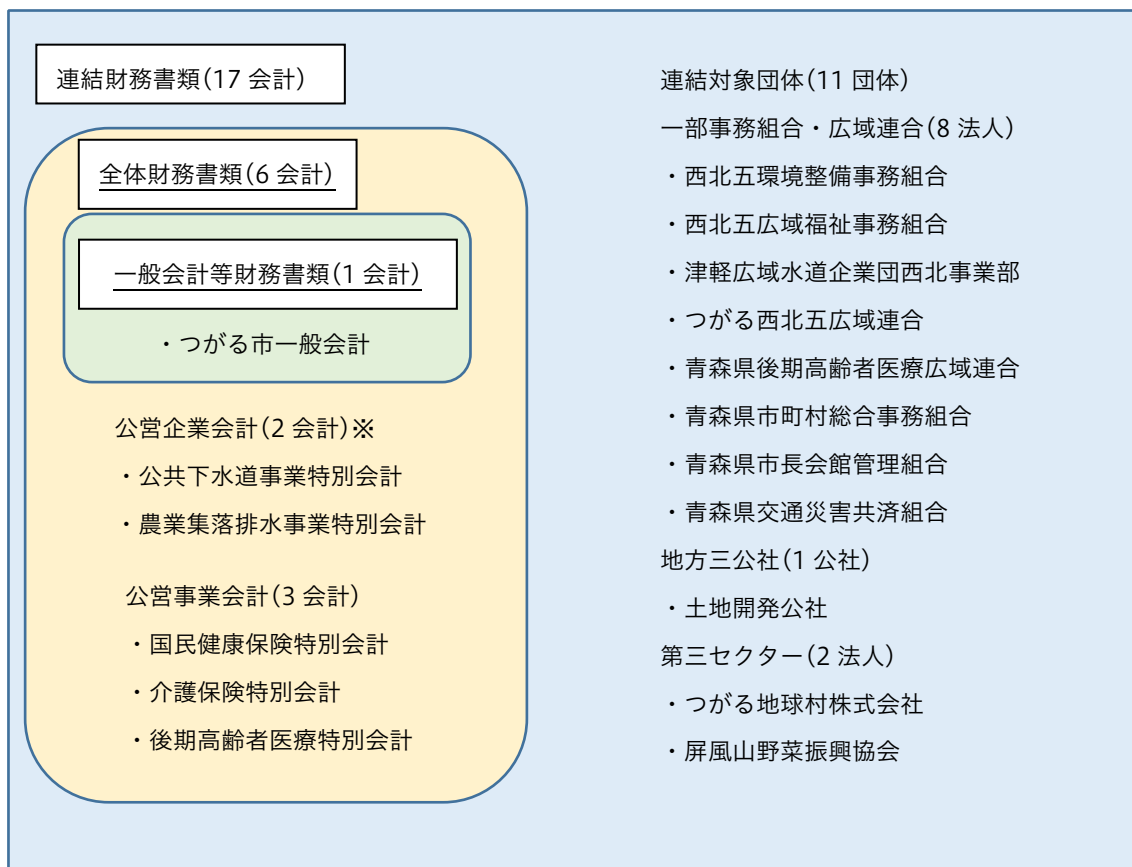 連結財務書類(17 会計)
全体財務書類(6 会計)
一般会計等財務書類(1 会計)
・つがる市一般会計
公営企業会計(2 会計)※
・公共下水道事業特別会計
・農業集落排水事業特別会計
公営事業会計(3 会計)
・国民健康保険特別会計
・介護保険特別会計
・後期高齢者医療特別会計
連結対象団体(11 団体)
一部事務組合・広域連合(8 法人)
・西北五環境整備事務組合
・西北五広域福祉事務組合
・津軽広域水道企業団西北事業部
・つがる西北五広域連合
・青森県後期高齢者医療広域連合
・青森県市町村総合事務組合
・青森県市長会館管理組合
・青森県交通災害共済組合
地方三公社(1 公社)
・土地開発公社
第三セクター(2 法人)
・つがる地球村株式会社
・屏風山野菜振興協会